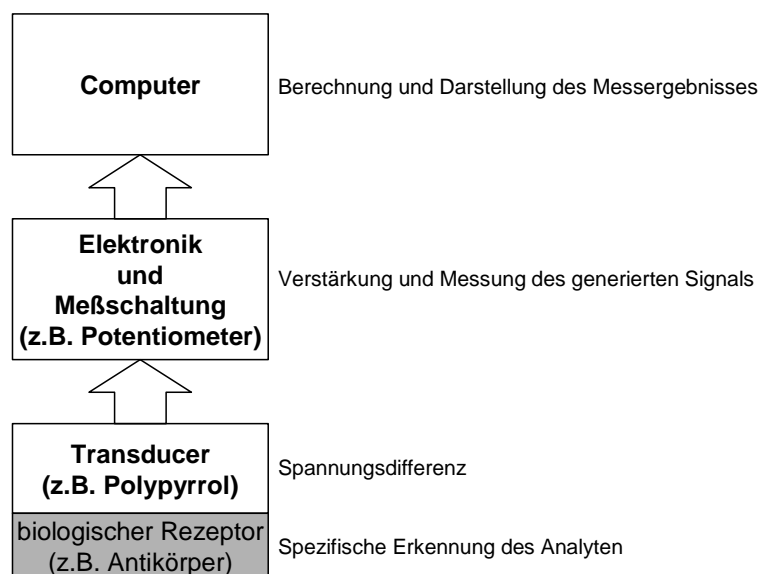 Computer
Berechnung und Darstellung des Messergebnisses
Elektronik
und
Meßschaltung
(z.B. Potentiometer)
Verstärkung und Messung des generierten Signals
Transducer
(z.B. Polypyrrol)
Spannungsdifferenz
biologischer Rezeptor
(z.B. Antikörper)
Spezifische Erkennung des Analyten